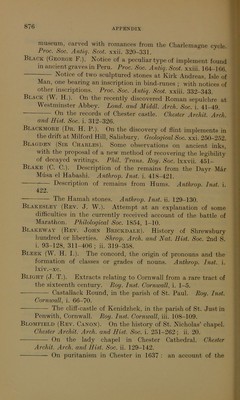 876 APPENDIX
museum, carved with romances from the Charlemagne cycle.
Proc. Soc. Antiq. Scot. xxii. 320-331.
BLACK (GEORGE F.). Notice of a peculiar type of implement found
in ancient graves in Peru. Proc. Soc. Antiq. Scot. xxiii. 164-166.
—— Notice of two sculptured stones at Kirk Andreas, Isle of
Man, one bearing an inscription in bind-runes ; with notices of
other inscriptions. Proc. Soc. Antiq. Scot. xxiii. 332-343.
BLACK (W. H.). On the recently discovered Roman sepulchre at
Westminster Abbey. Lond. and Middl. Arch. Soc. i. 41-49.
—— On the records of Chester castle. Chester Archit. Arch.
and Hist. Soc. i. 312-326.
BLACKMORE (DR. H. P.). On the discovery of flint implements in
the drift at Milford Hill, Salisbury. Geological Soc. xxi. 250-252.
BLAGDEN (SIR CHARLES). Some observations on ancient inks,
with the proposal of a new method of recovering the legibility
of decayed writings. Phil. Trans. Roy. Soc. lxxvii. 451-
BLAKE (C. C.). Description of the remains from the Dayr Mâr
Músa el Habashi. Anthrop. Inst. i. 418-421.
—— Description of remains from Hums. Anthrop. Inst. i.
422.
—— The Hamah stones. Anthrop. Inst. ii. 129-130.
BLAKESLEY (REV. J. W.). Attempt at an explanation of some
difficulties in the currently received account of the battle of
Marathon. Philological Soc. 1854, 1-10.
BLAKEWAY (REV. JOHN BRICKDALE). History of Shrewsbury
hundred or liberties. Shrop. Arch. and Nat. Hist. Soc. 2nd S.
i. 93-128, 311-406 ; ii. 319-358.
BLEEK (W. H. I.). The concord, the origin of pronouns and the
formation of classes or grades of nouns. Anthrop. Inst. i.
lxiv.-xc.
BLIGHT (J. T.). Extracts relating to Cornwall from a rare tract of
the sixteenth century. Roy. Inst. Cornwall, i. 1-3.
—— Castallack Round, in the parish of St. Paul. Roy. Inst.
Cornwall, i. 66-70.
—— The cliff-castle of Kenidzhek, in the parish of St. Just in
Penwith, Cornwall. Roy. Inst. Cornwall, iii. 108-109.
BLOMFIELD (REV. CANON). On the history of St. Nicholas' chapel.
Chester Archit. Arch. and Hist. Soc. i. 251-262 ; ii. 29.
—— On the lady chapel in Chester Cathedral. Chester
Archit. Arch. and Hist. Soc. ii. 129-142.
—— On puritanism in Chester in 1637 : an account of the